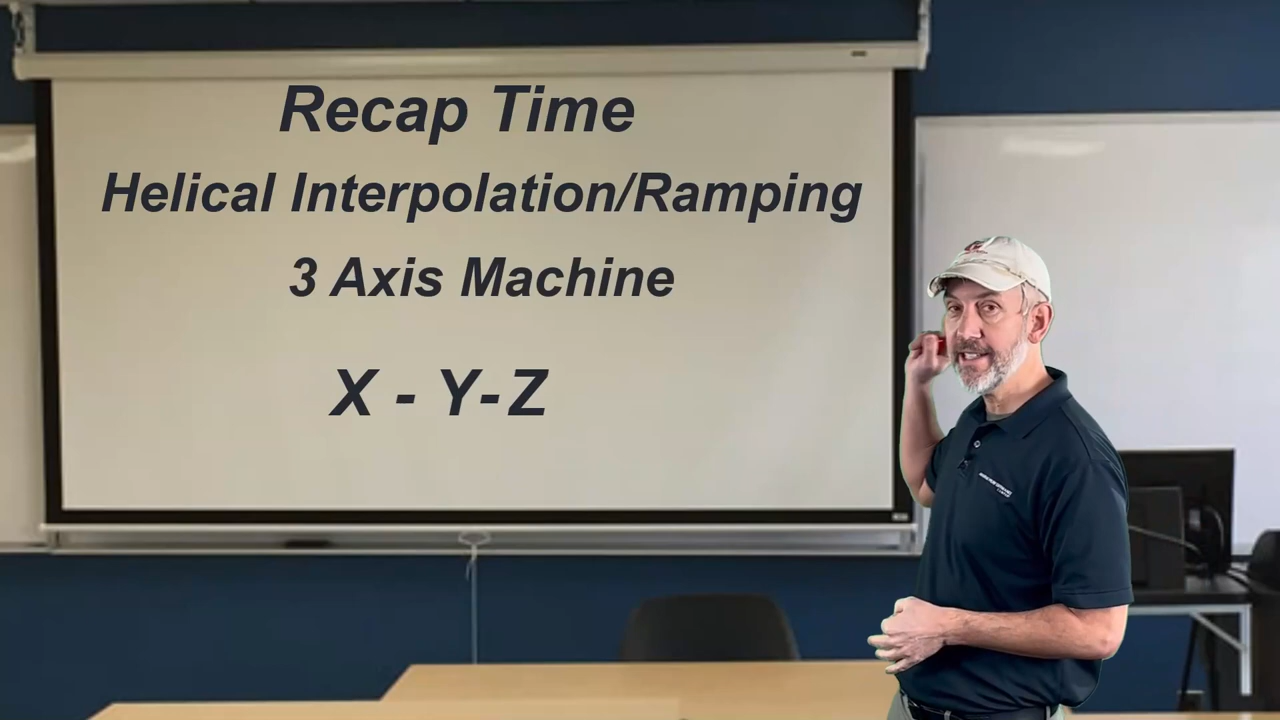 Recap Time
Helical Interpolation/Ramping
3 Axis Machine
X - Y-Z